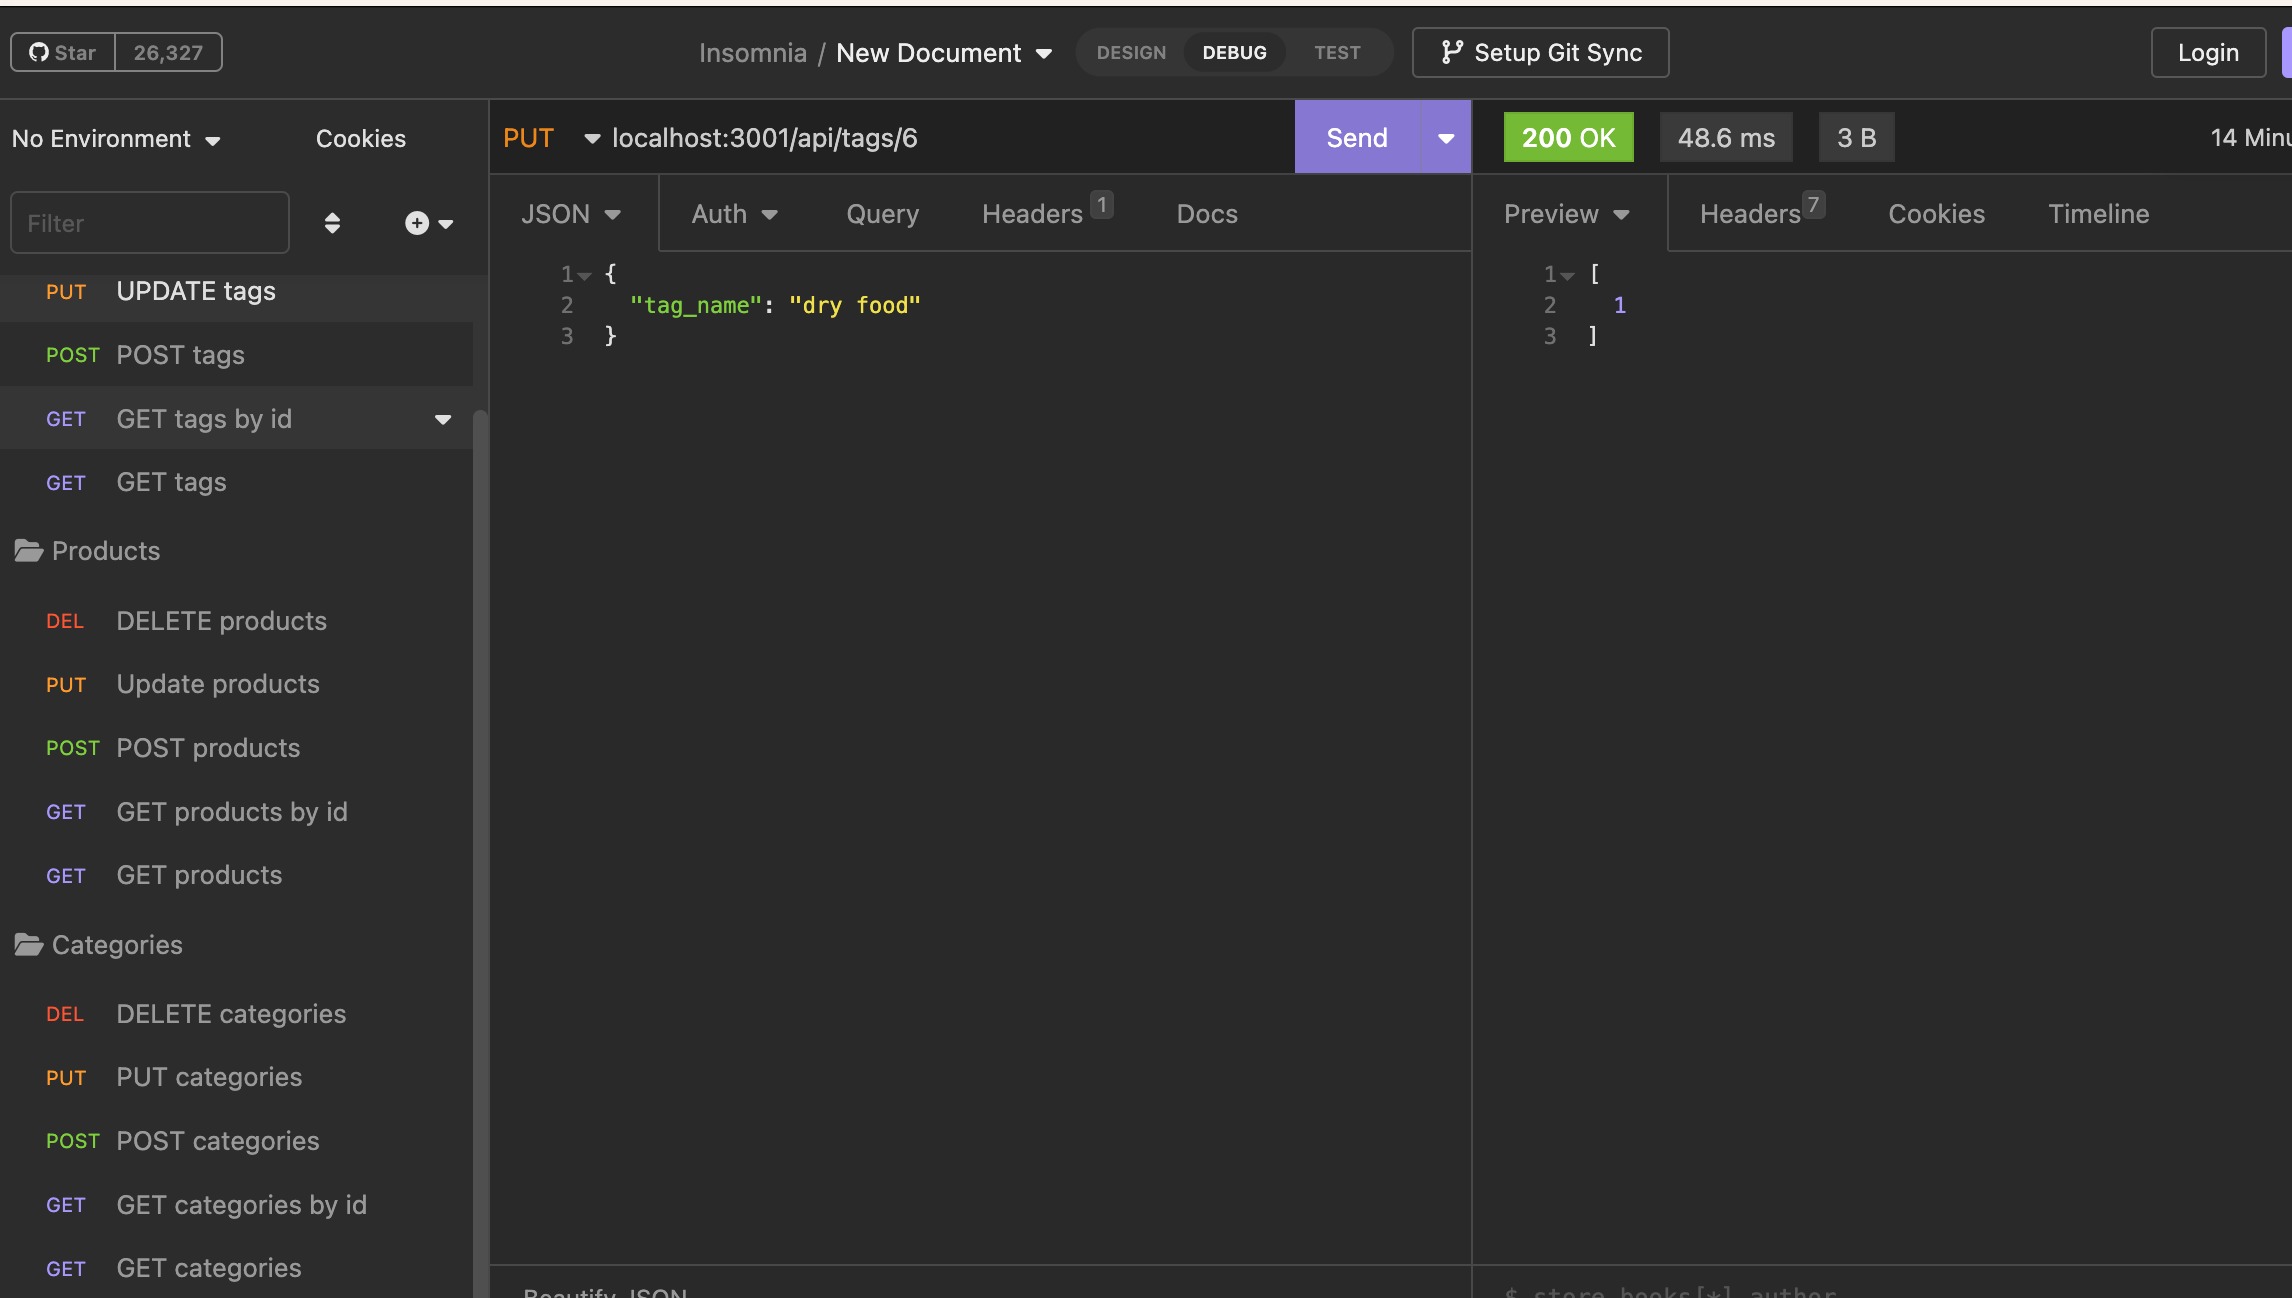 Star 26,327
Insomnia / New Document
DESIGN DEBUG TEST
Setup Git Sync
Login
No Environment
Cookies
Filter
PUT UPDATE tags
POST POST tags
GET GET tags by id
GET GET tags
Products
DEL DELETE products
PUT Update products
POST POST products
GET GET products by id
GET GET products
Categories
DEL DELETE categories
PUT PUT categories
POST POST categories
GET GET categories by id
GET GET categories
PUT localhost:3001/api/tags/6
Send
JSON Auth Query Headers 1 Docs
1 {
2 "tag_name": "dry food"
3 }
Beautify JSON
200 OK 48.6 ms 3 B 14 Minu
Preview Headers 7 Cookies Timeline
1 [
2 1
3 ]
$ store books[*] author